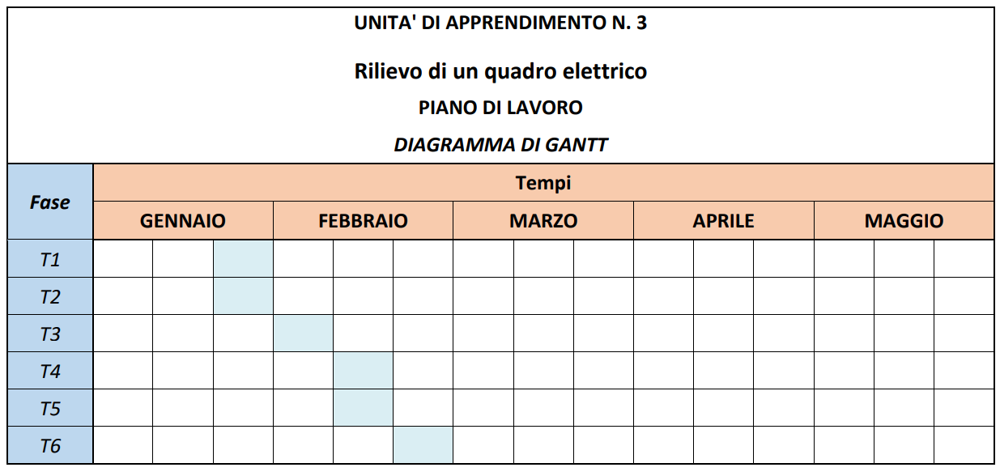 UNITA' DI APPRENDIMENTO N. 3
Rilievo di un quadro elettrico
PIANO DI LAVORO
DIAGRAMMA DI GANTT
Fase
Tempi
GENNAIO FEBBRAIO MARZO APRILE MAGGIO
T1
T2
T3
T4
T5
T6